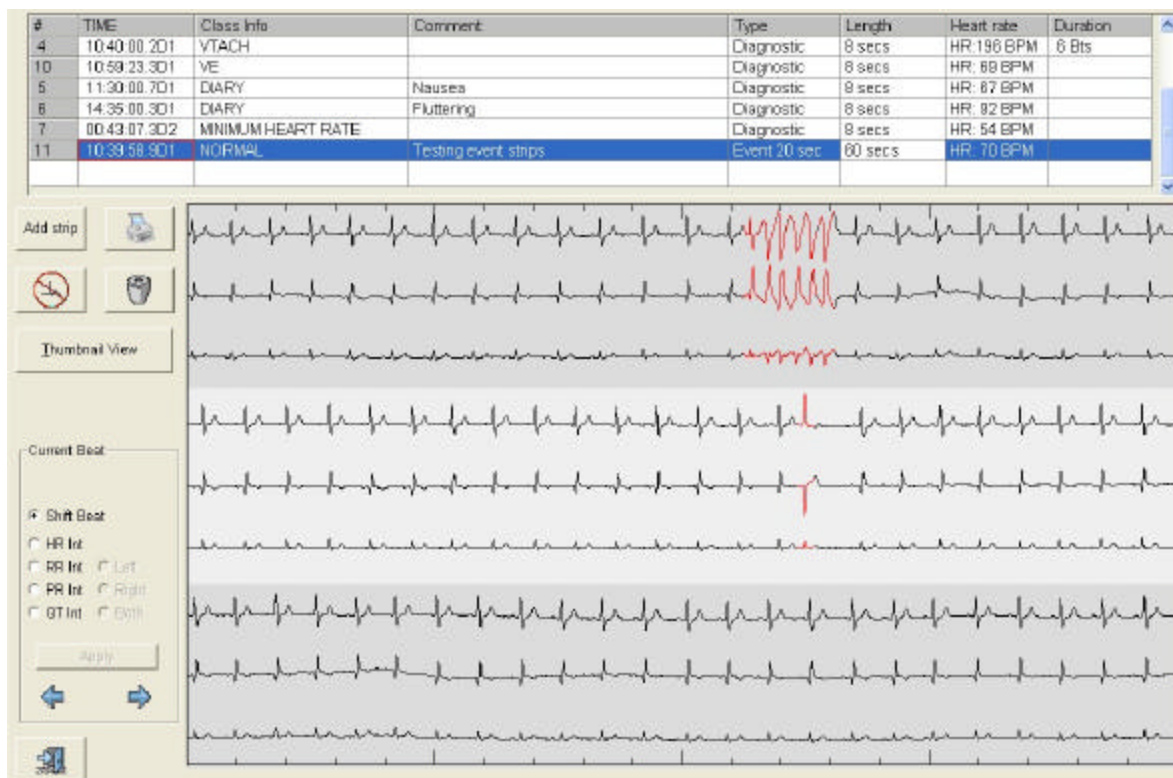 # TIME Class Info Comment Type Length Heart rate Duration
4 10:40:00.2D1 VTACH Diagnostic 8 secs HR:196 BPM 6 Bts
10 10:59:23.3D1 VE Diagnostic 8 secs HR: 69 BPM
5 11:30:00.7D1 DIARY Nausea Diagnostic 8 secs HR: 67 BPM
6 14:35:00.3D1 DIARY Fluttering Diagnostic 8 secs HR: 92 BPM
7 00:43:07.3D2 MINIMUM HEART RATE Diagnostic 8 secs HR: 54 BPM
11 10:39:58.9D1 NORMAL Testing event strips Event 20 sec 60 secs HR: 70 BPM
Add strip
Thumbnail View
Current Beat
Shift Beat
HR Int
RR Int Left
PR Int Right
QT Int Both
Apply